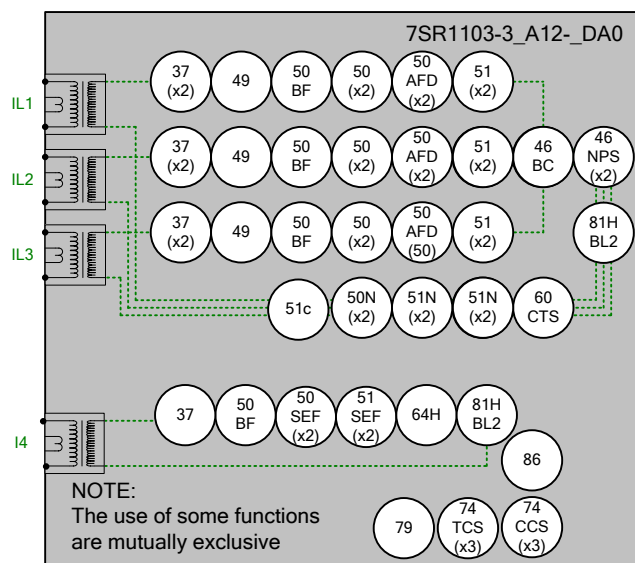 7SR1103-3_A12-_DA0
IL1
37
(x2)
49
50
BF
50
(x2)
50
AFD
(x2)
51
(x2)
IL2
37
(x2)
49
50
BF
50
(x2)
50
AFD
(x2)
51
(x2)
46
BC
46
NPS
(x2)
IL3
37
(x2)
49
50
BF
50
(x2)
50
AFD
(50)
51
(x2)
81H
BL2
51c
50N
(x2)
51N
(x2)
51N
(x2)
60
CTS
I4
37
50
BF
50
SEF
(x2)
51
SEF
(x2)
64H
81H
BL2
86
NOTE:
The use of some functions
are mutually exclusive
79
74
TCS
(x3)
74
CCS
(x3)